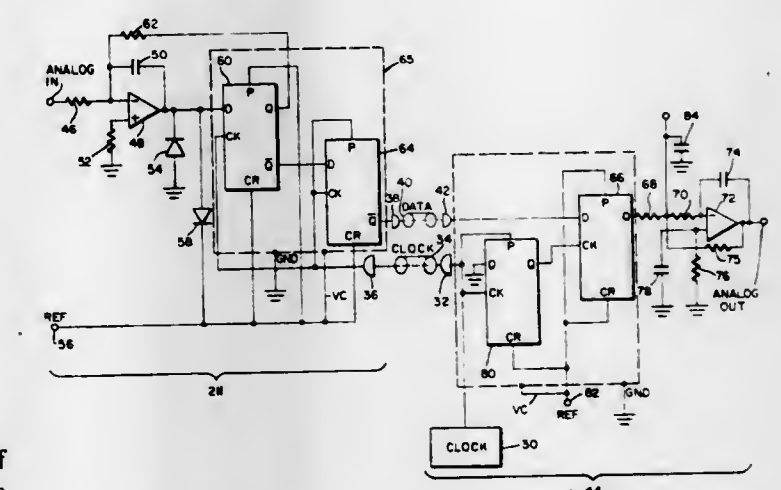 62
50
60
65
ANALOG
IN
P
D
Q
46
48
CK
64
P
52
54
Q̅
D
CK
84
74
66
58
CR
38
40
42
P
68
70
72
DATA
Q̅
D
Q
CR
CLOCK
34
P
CK
75
76
GND
D
Q
78
36
32
CK
ANALOG
OUT
VC
CR
REF
56
CR
80
GND
VC
82
REF
CLOCK
30